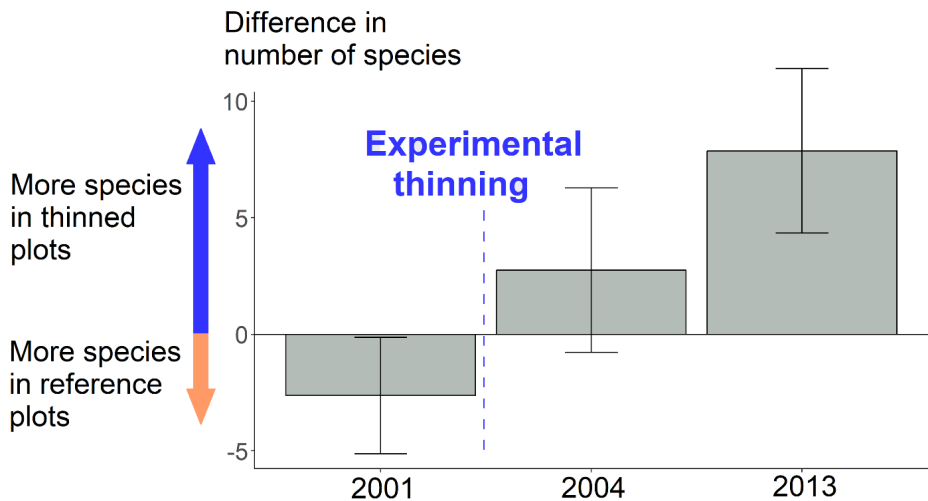 Difference in
number of species
10
5
0
-5
Experimental
thinning
More species
in thinned
plots
More species
in reference
plots
2001
2004
2013